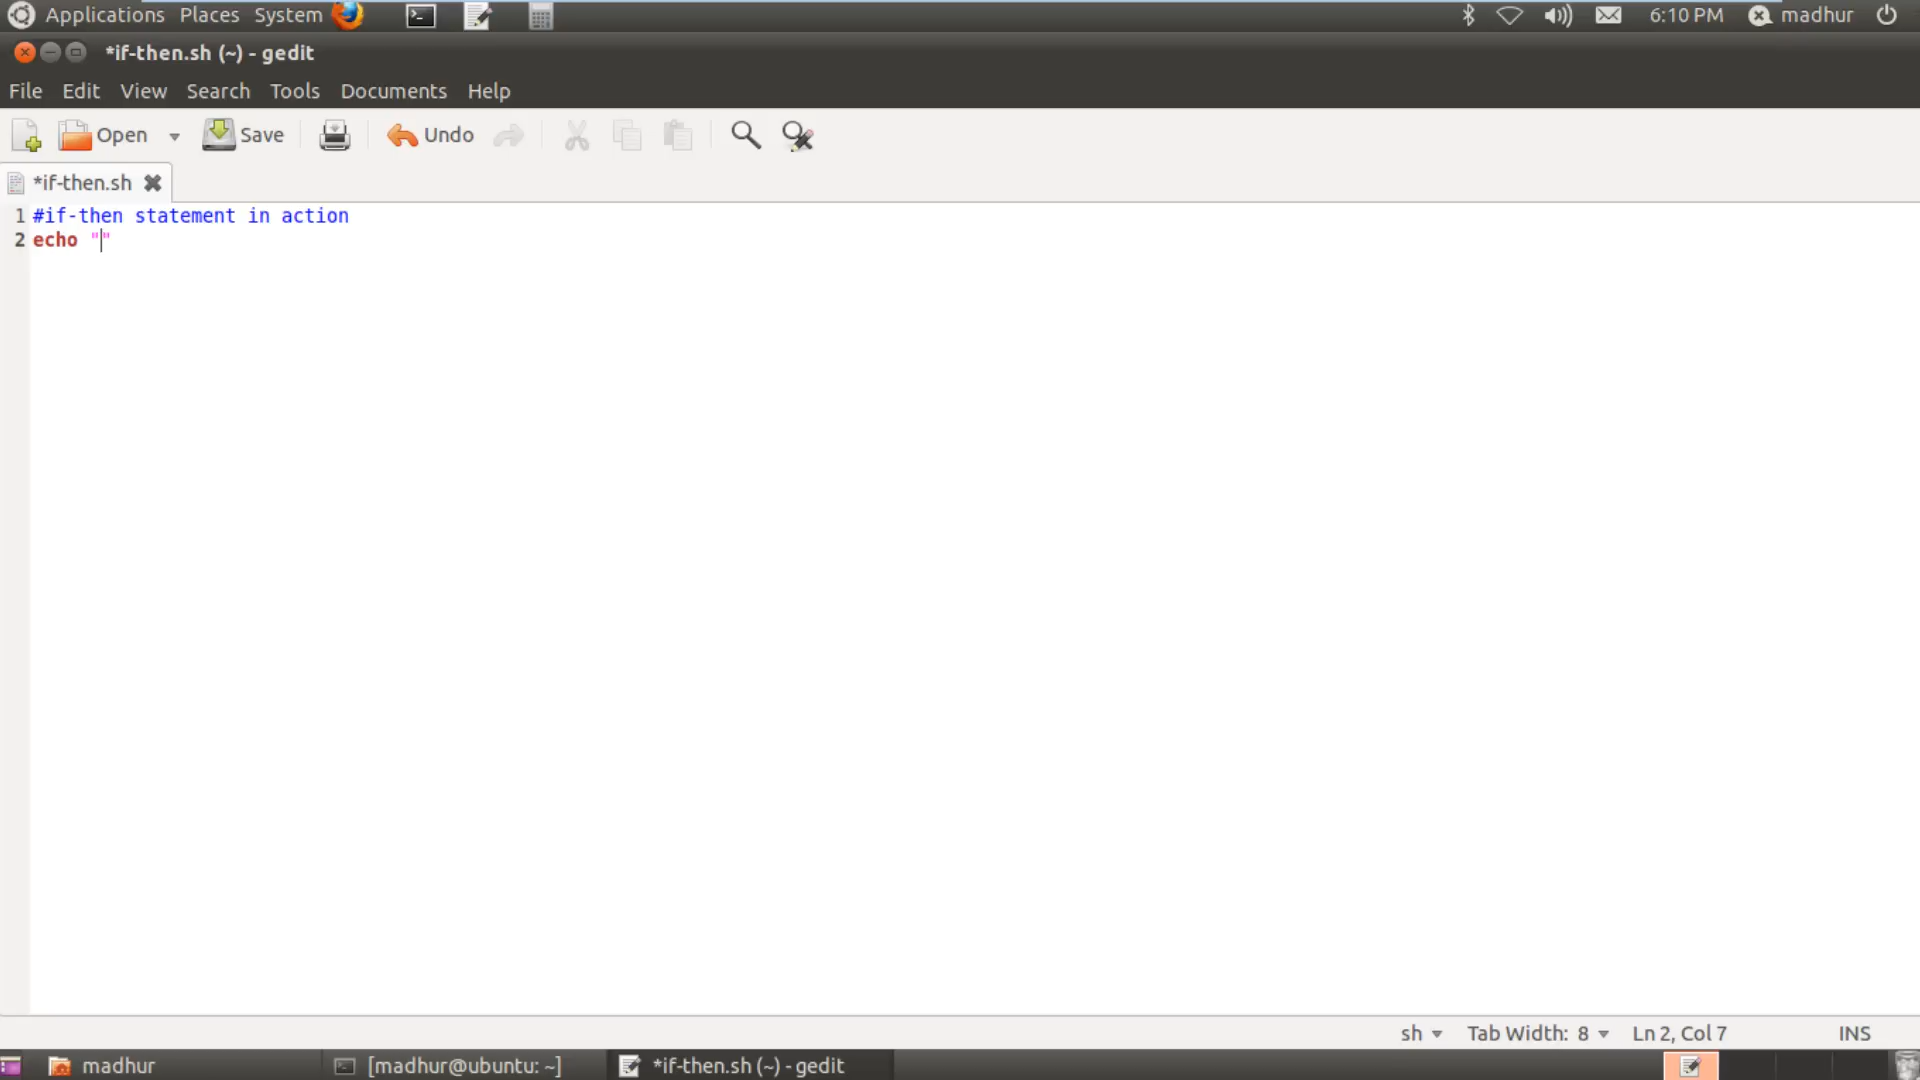 Applications Places System 6:10 PM madhur
*if-then.sh (~) - gedit
File Edit View Search Tools Documents Help
Open Save Undo
*if-then.sh
1 #if-then statement in action
2 echo ""
sh Tab Width: 8 Ln 2, Col 7 INS
madhur [madhur@ubuntu: ~] *if-then.sh (~) - gedit